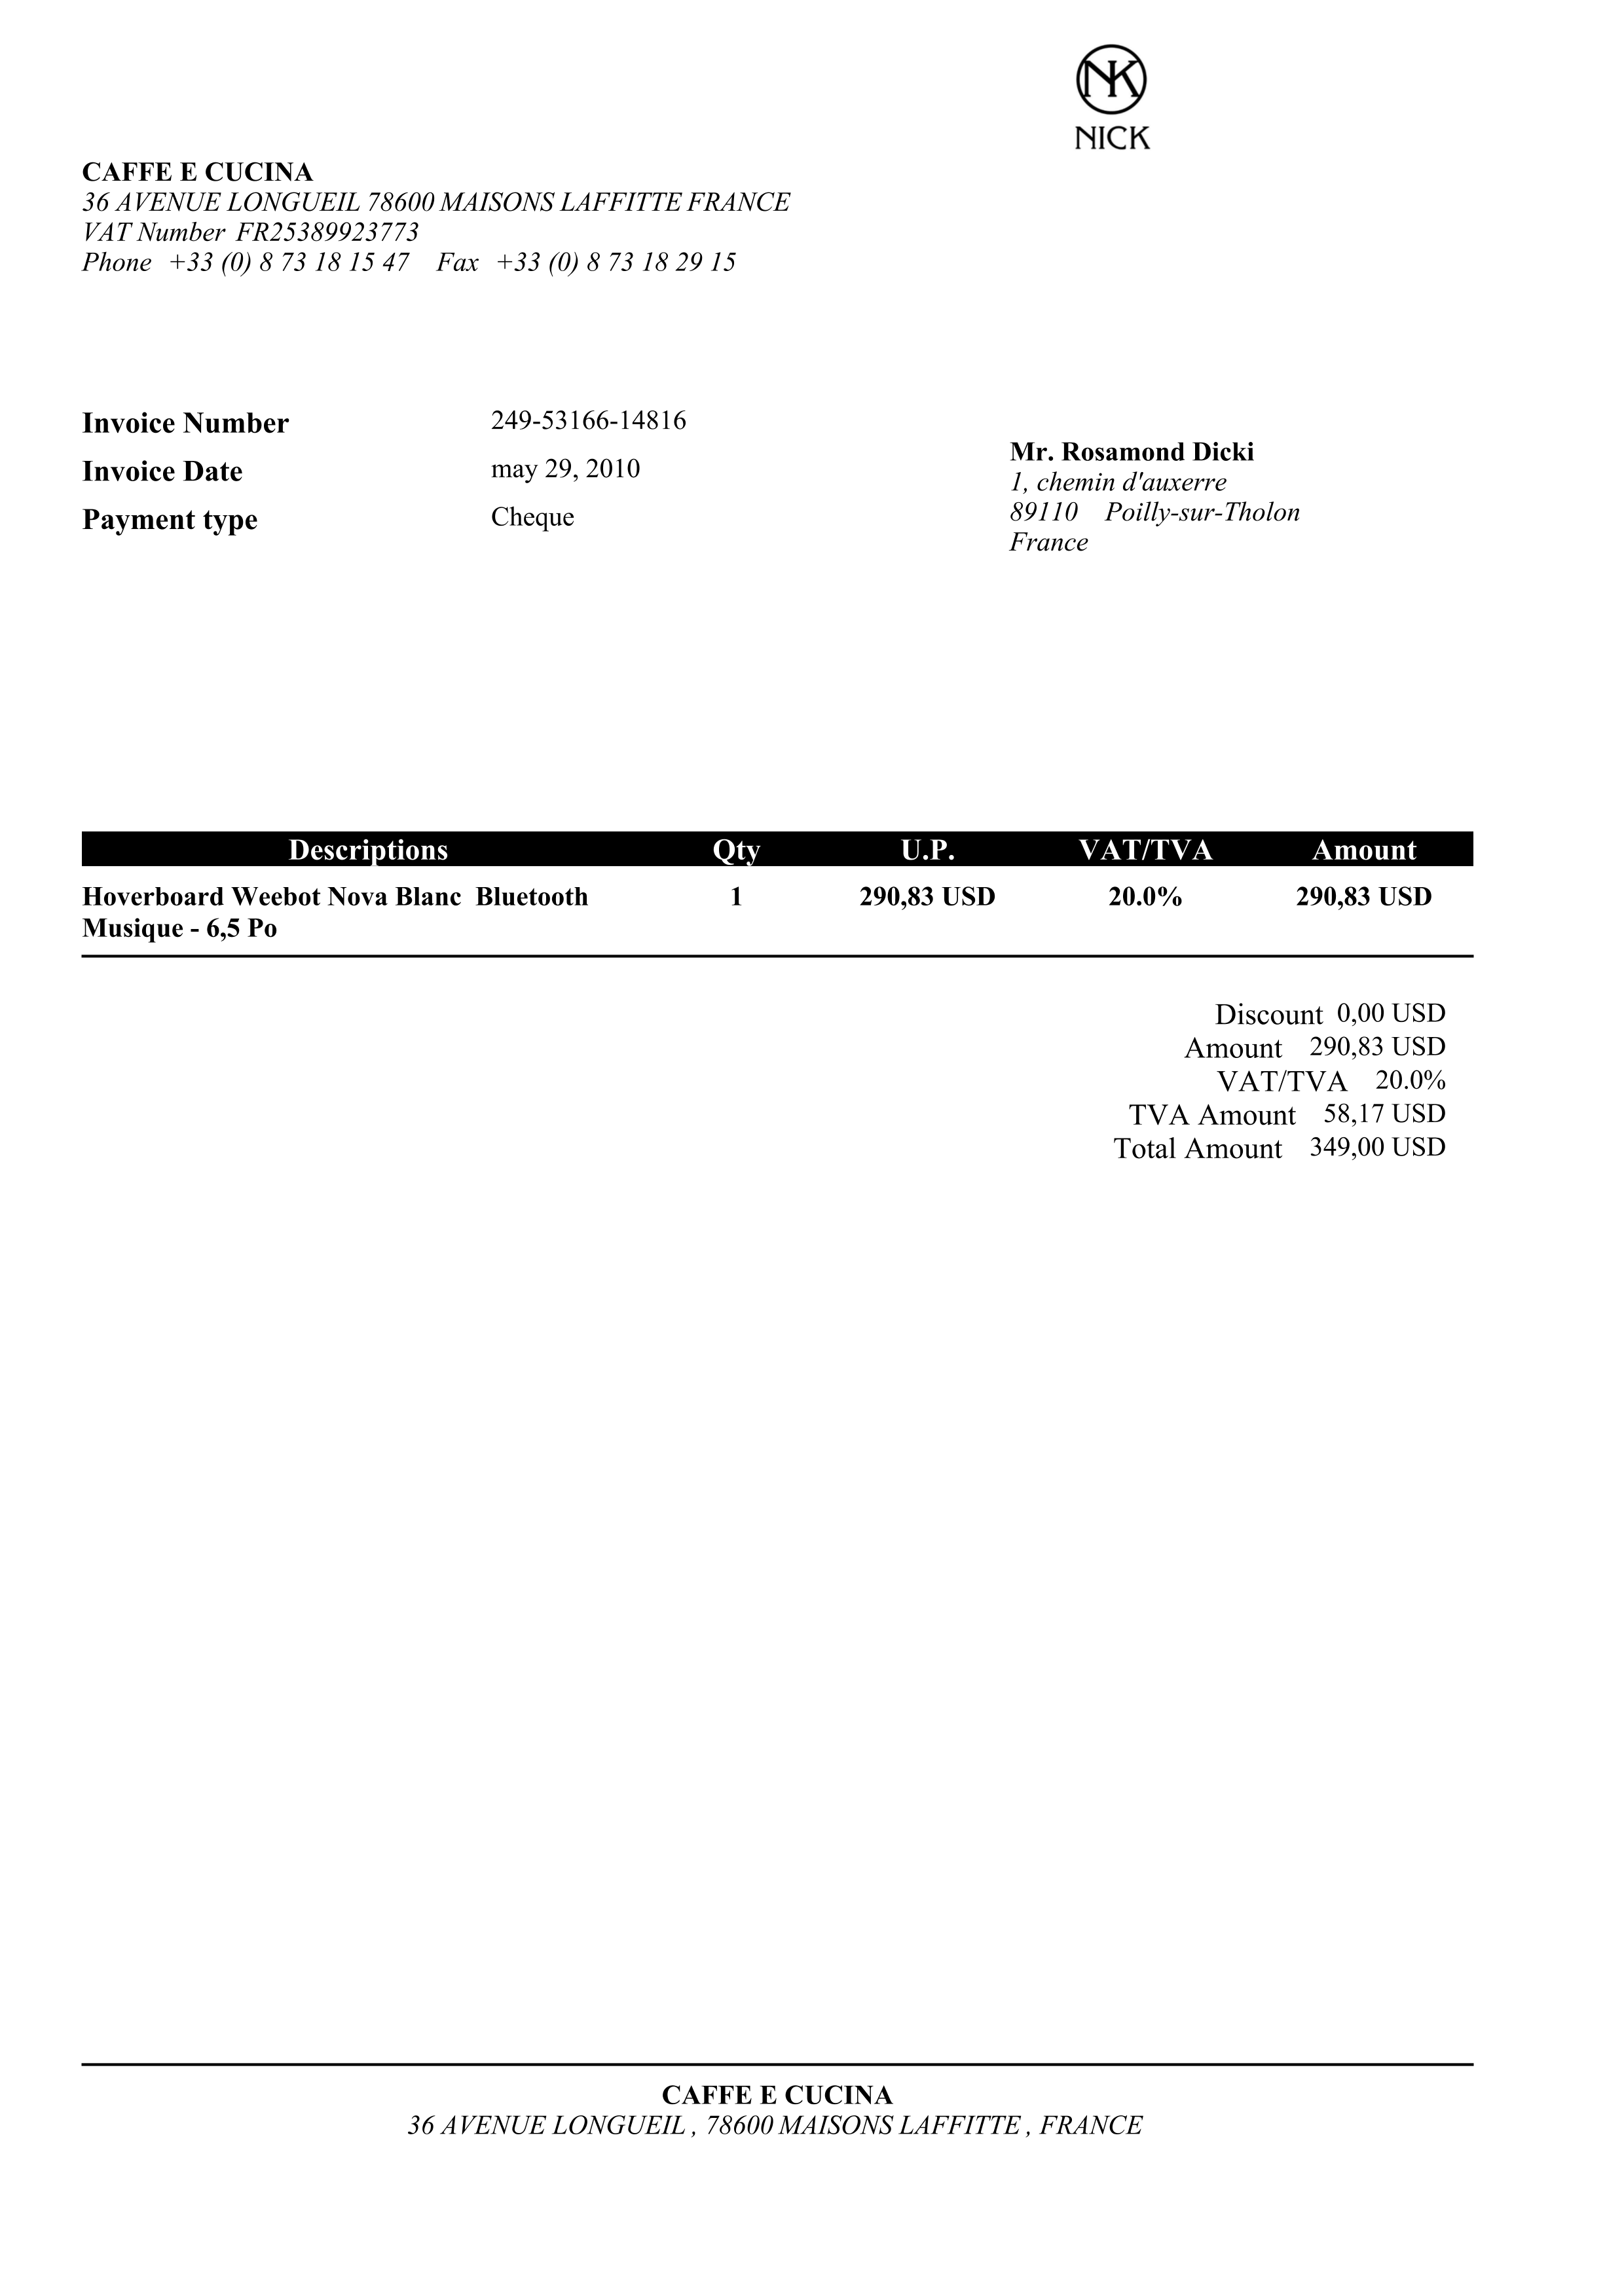 NK
NICK
CAFFE E CUCINA
36 AVENUE LONGUEIL 78600 MAISONS LAFFITTE FRANCE
VAT Number FR25389923773
Phone +33 (0) 8 73 18 15 47 Fax +33 (0) 8 73 18 29 15
Invoice Number 249-53166-14816
Invoice Date may 29, 2010
Payment type Cheque
Mr. Rosamond Dicki
1, chemin d'auxerre
89110 Poilly-sur-Tholon
France
Descriptions Qty U.P. VAT/TVA Amount
Hoverboard Weebot Nova Blanc Bluetooth 1 290,83 USD 20.0% 290,83 USD
Musique - 6,5 Po
Discount 0,00 USD
Amount 290,83 USD
VAT/TVA 20.0%
TVA Amount 58,17 USD
Total Amount 349,00 USD
CAFFE E CUCINA
36 AVENUE LONGUEIL , 78600 MAISONS LAFFITTE , FRANCE